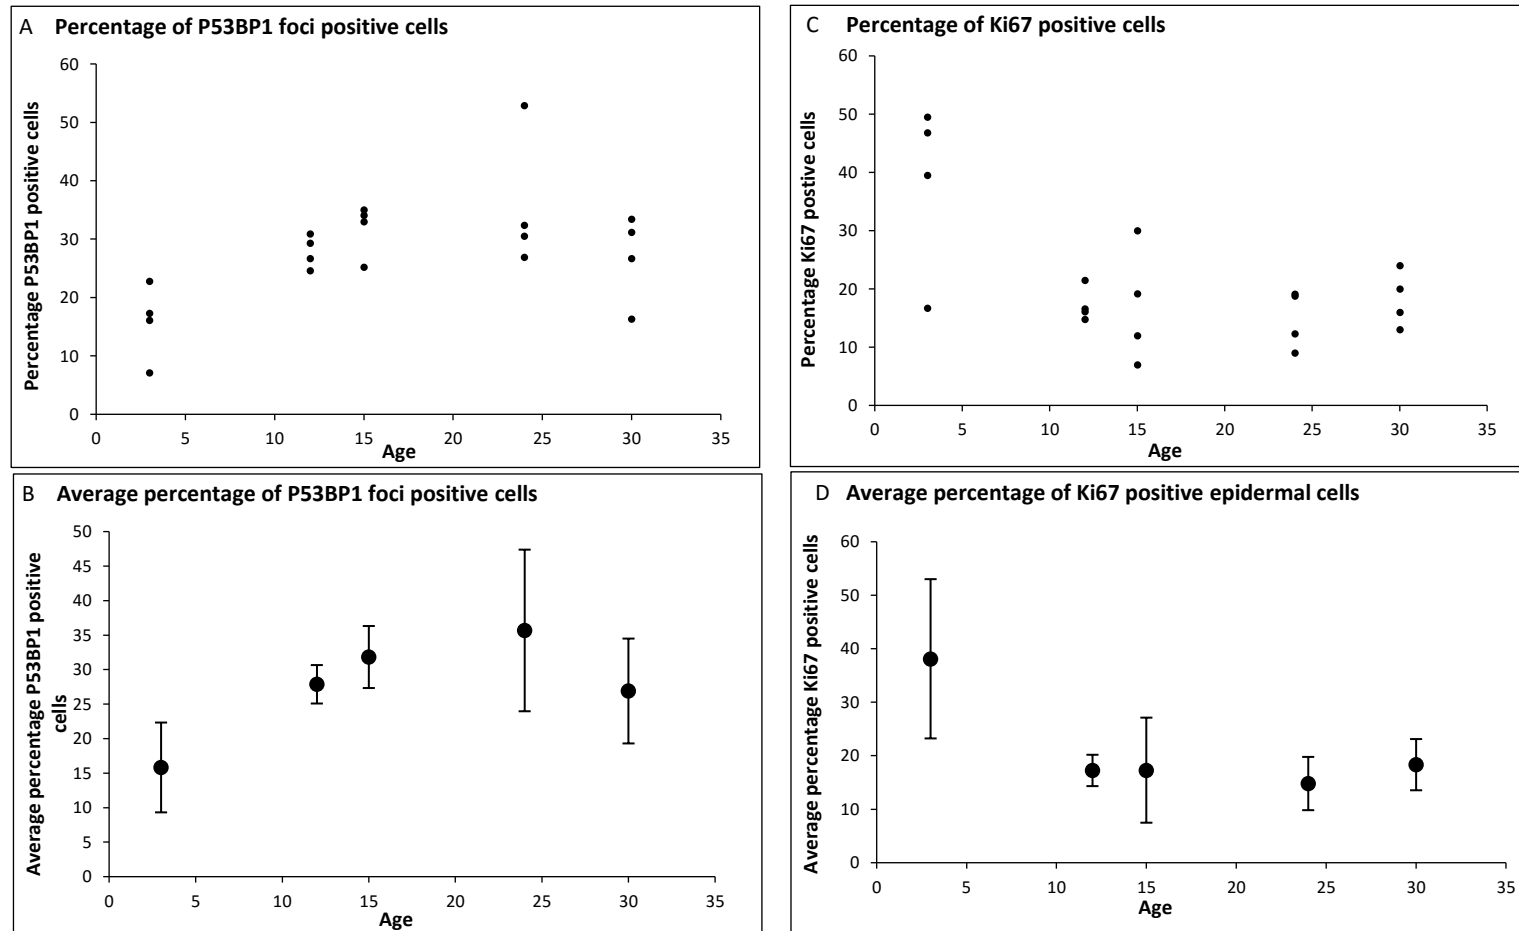 A Percentage of P53BP1 foci positive cells
Percentage P53BP1 positive cells
60
50
40
30
20
10
0
0 5 10 15 20 25 30 35
Age
C Percentage of Ki67 positive cells
Percentage Ki67 postive cells
60
50
40
30
20
10
0
0 5 10 15 20 25 30 35
Age
B Average percentage of P53BP1 foci positive cells
Average percentage P53BP1 positive
cells
50
45
40
35
30
25
20
15
10
5
0
0 5 10 15 20 25 30 35
Age
D Average percentage of Ki67 positive epidermal cells
Average percentage Ki67 positive cells
60
50
40
30
20
10
0
0 5 10 15 20 25 30 35
Age